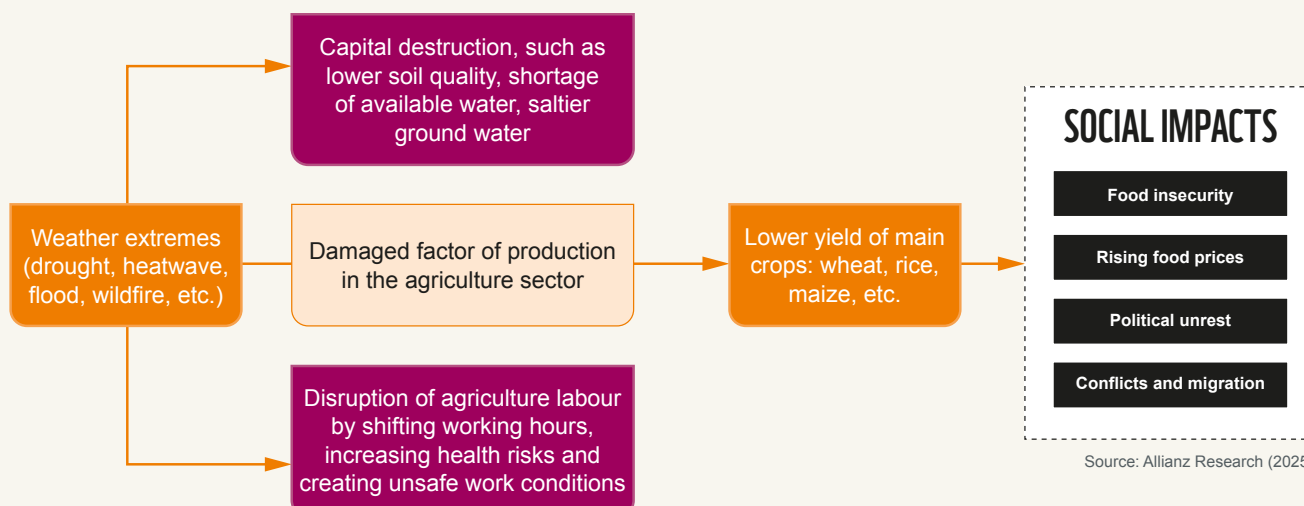 Capital destruction, such as
lower soil quality, shortage
of available water, saltier
ground water
Weather extremes
(drought, heatwave,
flood, wildfire, etc.)
Damaged factor of production
in the agriculture sector
Lower yield of main
crops: wheat, rice,
maize, etc.
Disruption of agriculture labour
by shifting working hours,
increasing health risks and
creating unsafe work conditions
SOCIAL IMPACTS
Food insecurity
Rising food prices
Political unrest
Conflicts and migration
Source: Allianz Research (2025